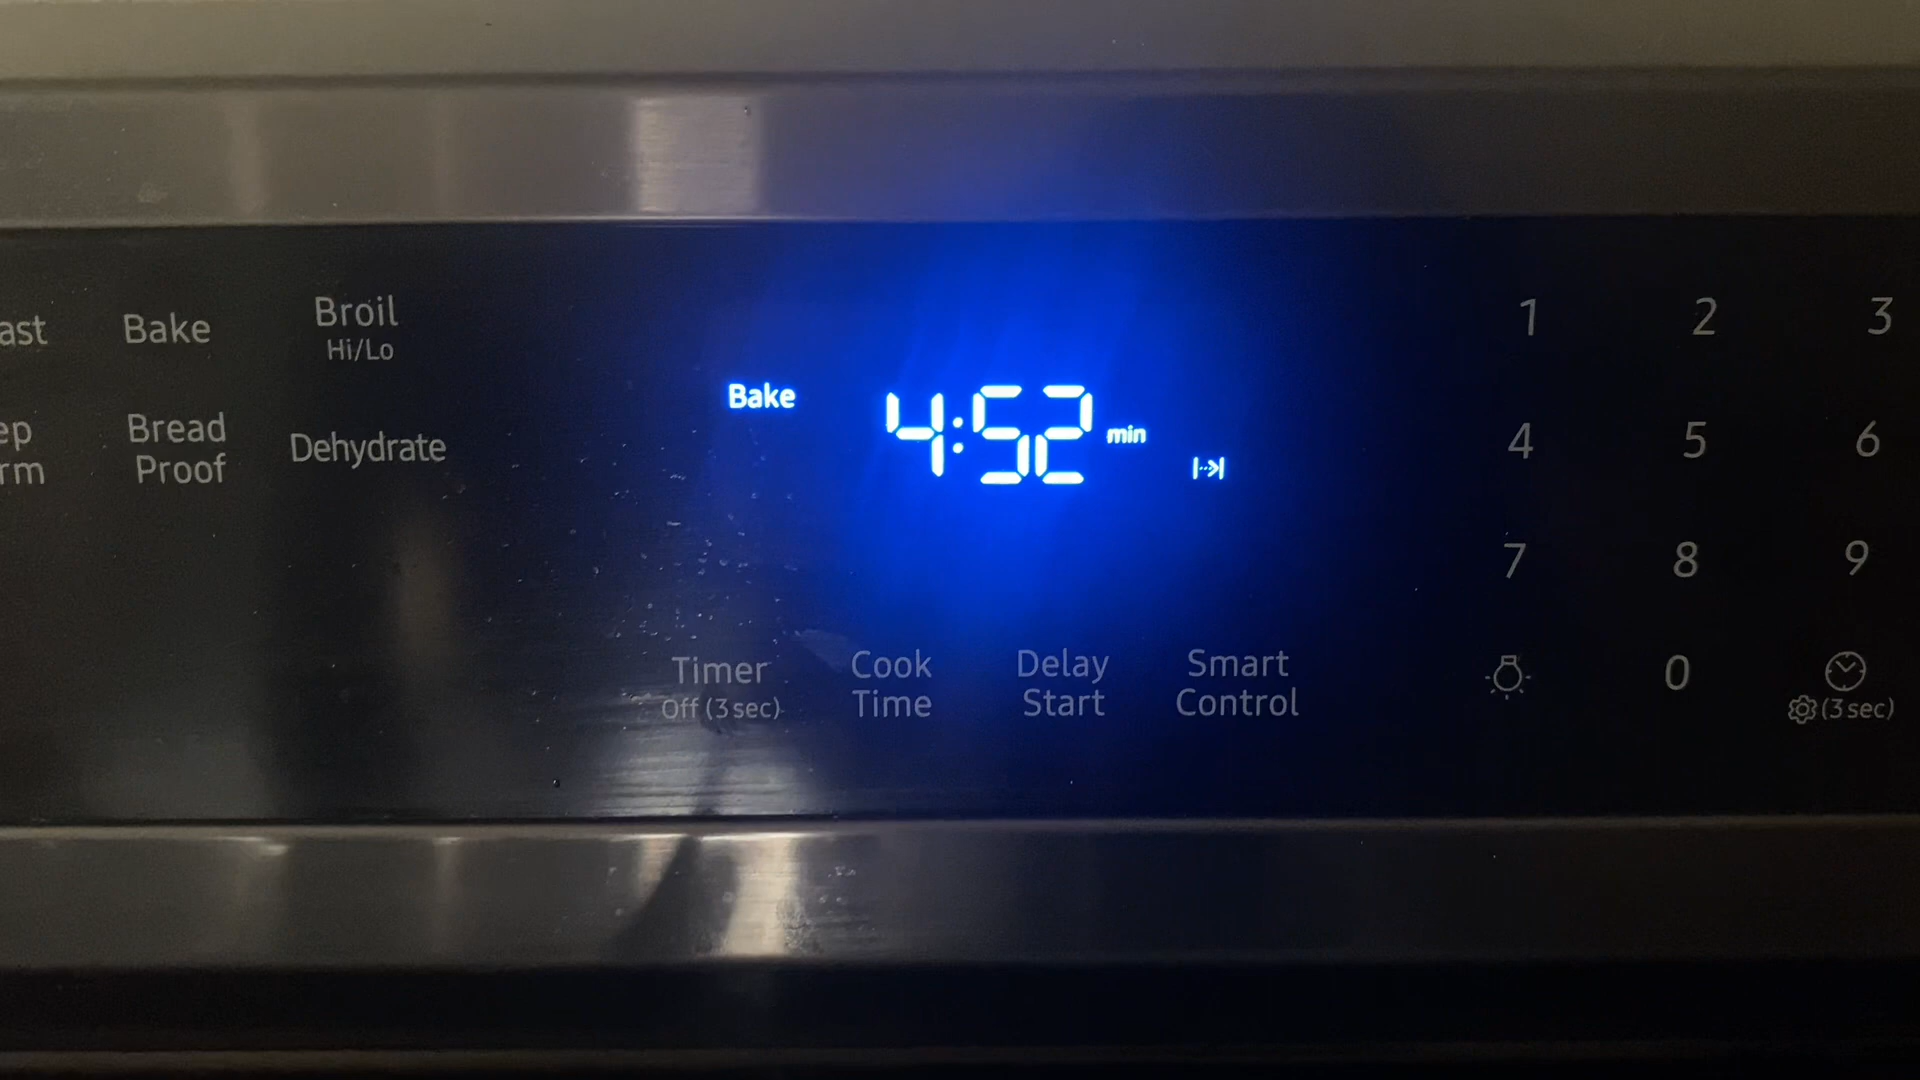 ast
Bake
Broil
Hi/Lo
ep
rm
Bread
Proof
Dehydrate
Bake
4:52 min
Timer
Off (3 sec)
Cook
Time
Delay
Start
Smart
Control
1 2 3
4 5 6
7 8 9
0
(3 sec)